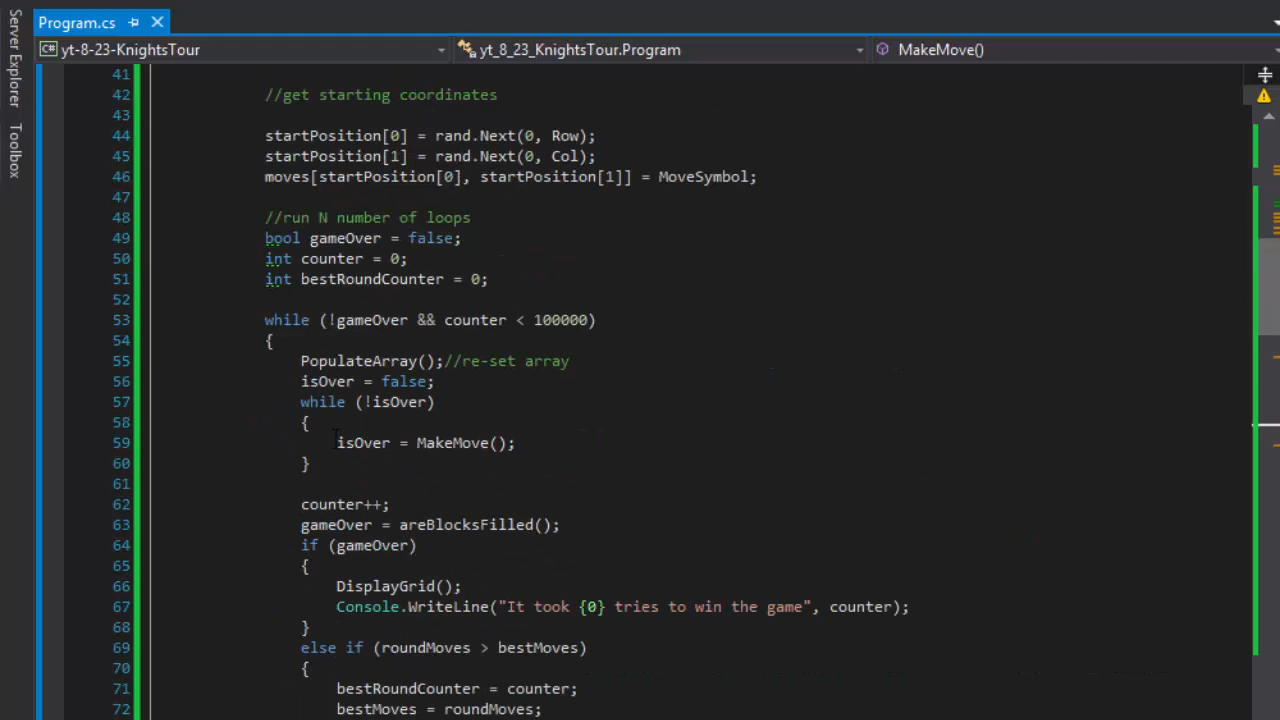 Program.cs
Server Explorer
Toolbox
C# yt-8-23-KnightsTour
yt_8_23_KnightsTour.Program
MakeMove()
41
42 //get starting coordinates
43
44 startPosition[0] = rand.Next(0, Row);
45 startPosition[1] = rand.Next(0, Col);
46 moves[startPosition[0], startPosition[1]] = MoveSymbol;
47
48 //run N number of loops
49 bool gameOver = false;
50 int counter = 0;
51 int bestRoundCounter = 0;
52
53 while (!gameOver && counter < 100000)
54 {
55 PopulateArray();//re-set array
56 isOver = false;
57 while (!isOver)
58 {
59 isOver = MakeMove();
60 }
61
62 counter++;
63 gameOver = areBlocksFilled();
64 if (gameOver)
65 {
66 DisplayGrid();
67 Console.WriteLine("It took {0} tries to win the game", counter);
68 }
69 else if (roundMoves > bestMoves)
70 {
71 bestRoundCounter = counter;
72 bestMoves = roundMoves;